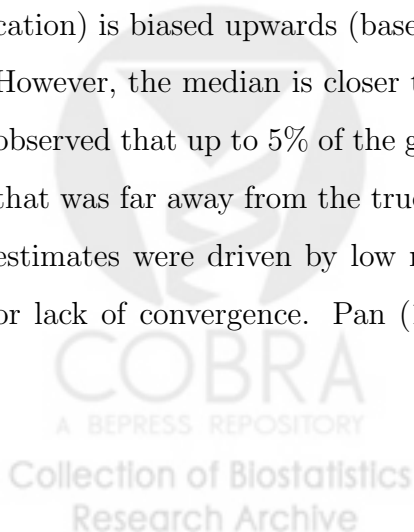 cation) is biased upwards (base
However, the median is closer t
observed that up to 5% of the g
that was far away from the true
estimates were driven by low r
or lack of convergence. Pan (1
COBRA
A BEPRESS REPOSITORY
Collection of Biostatistics
Research Archive